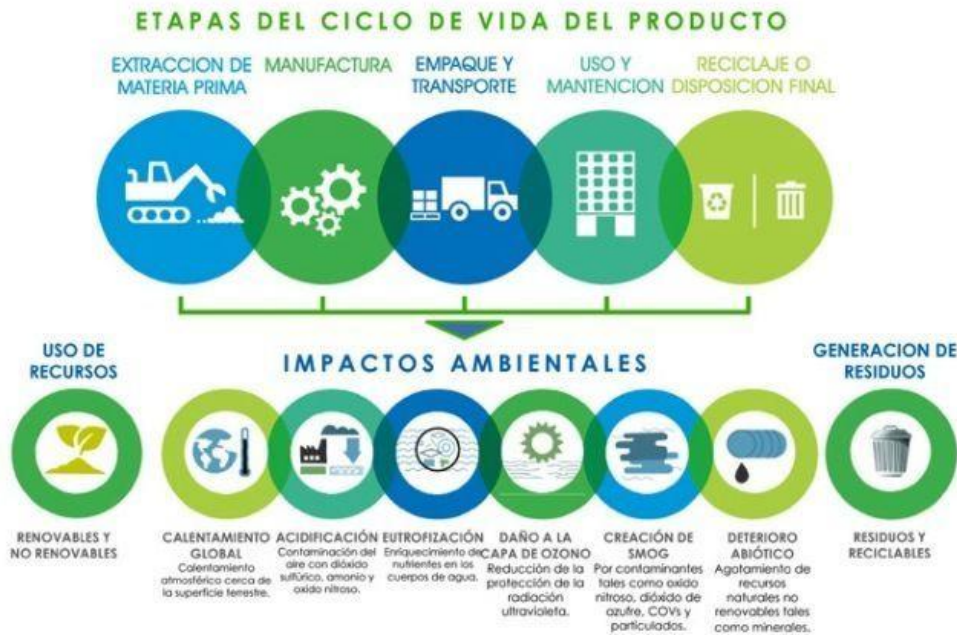 ETAPAS DEL CICLO DE VIDA DEL PRODUCTO
EXTRACCION DE
MATERIA PRIMA
MANUFACTURA
EMPAQUE Y
TRANSPORTE
USO Y
MANTENCION
RECICLAJE O
DISPOSICION FINAL
USO DE
RECURSOS
IMPACTOS AMBIENTALES
GENERACION DE
RESIDUOS
RENOVABLES Y
NO RENOVABLES
CALENTAMIENTO
GLOBAL
Calentamiento
atmosférico cerca de
la superficie terrestre.
ACIDIFICACIÓN
Contaminación del
aire con dióxido
sulfúrico, amonio y
oxido nitroso.
EUTROFIZACIÓN
Enriquecimiento de
nutrientes en los
cuerpos de agua.
DAÑO A LA
CAPA DE OZONO
Reducción de la
protección de la
radiación
ultravioleta.
CREACIÓN DE
SMOG
Por contaminantes
tales como oxido
nitroso, dióxido de
azufre, COVs y
particulados.
DETERIORO
ABIÓTICO
Agotamiento de
recursos
naturales no
renovables tales
como minerales.
RESIDUOS Y
RECICLABLES